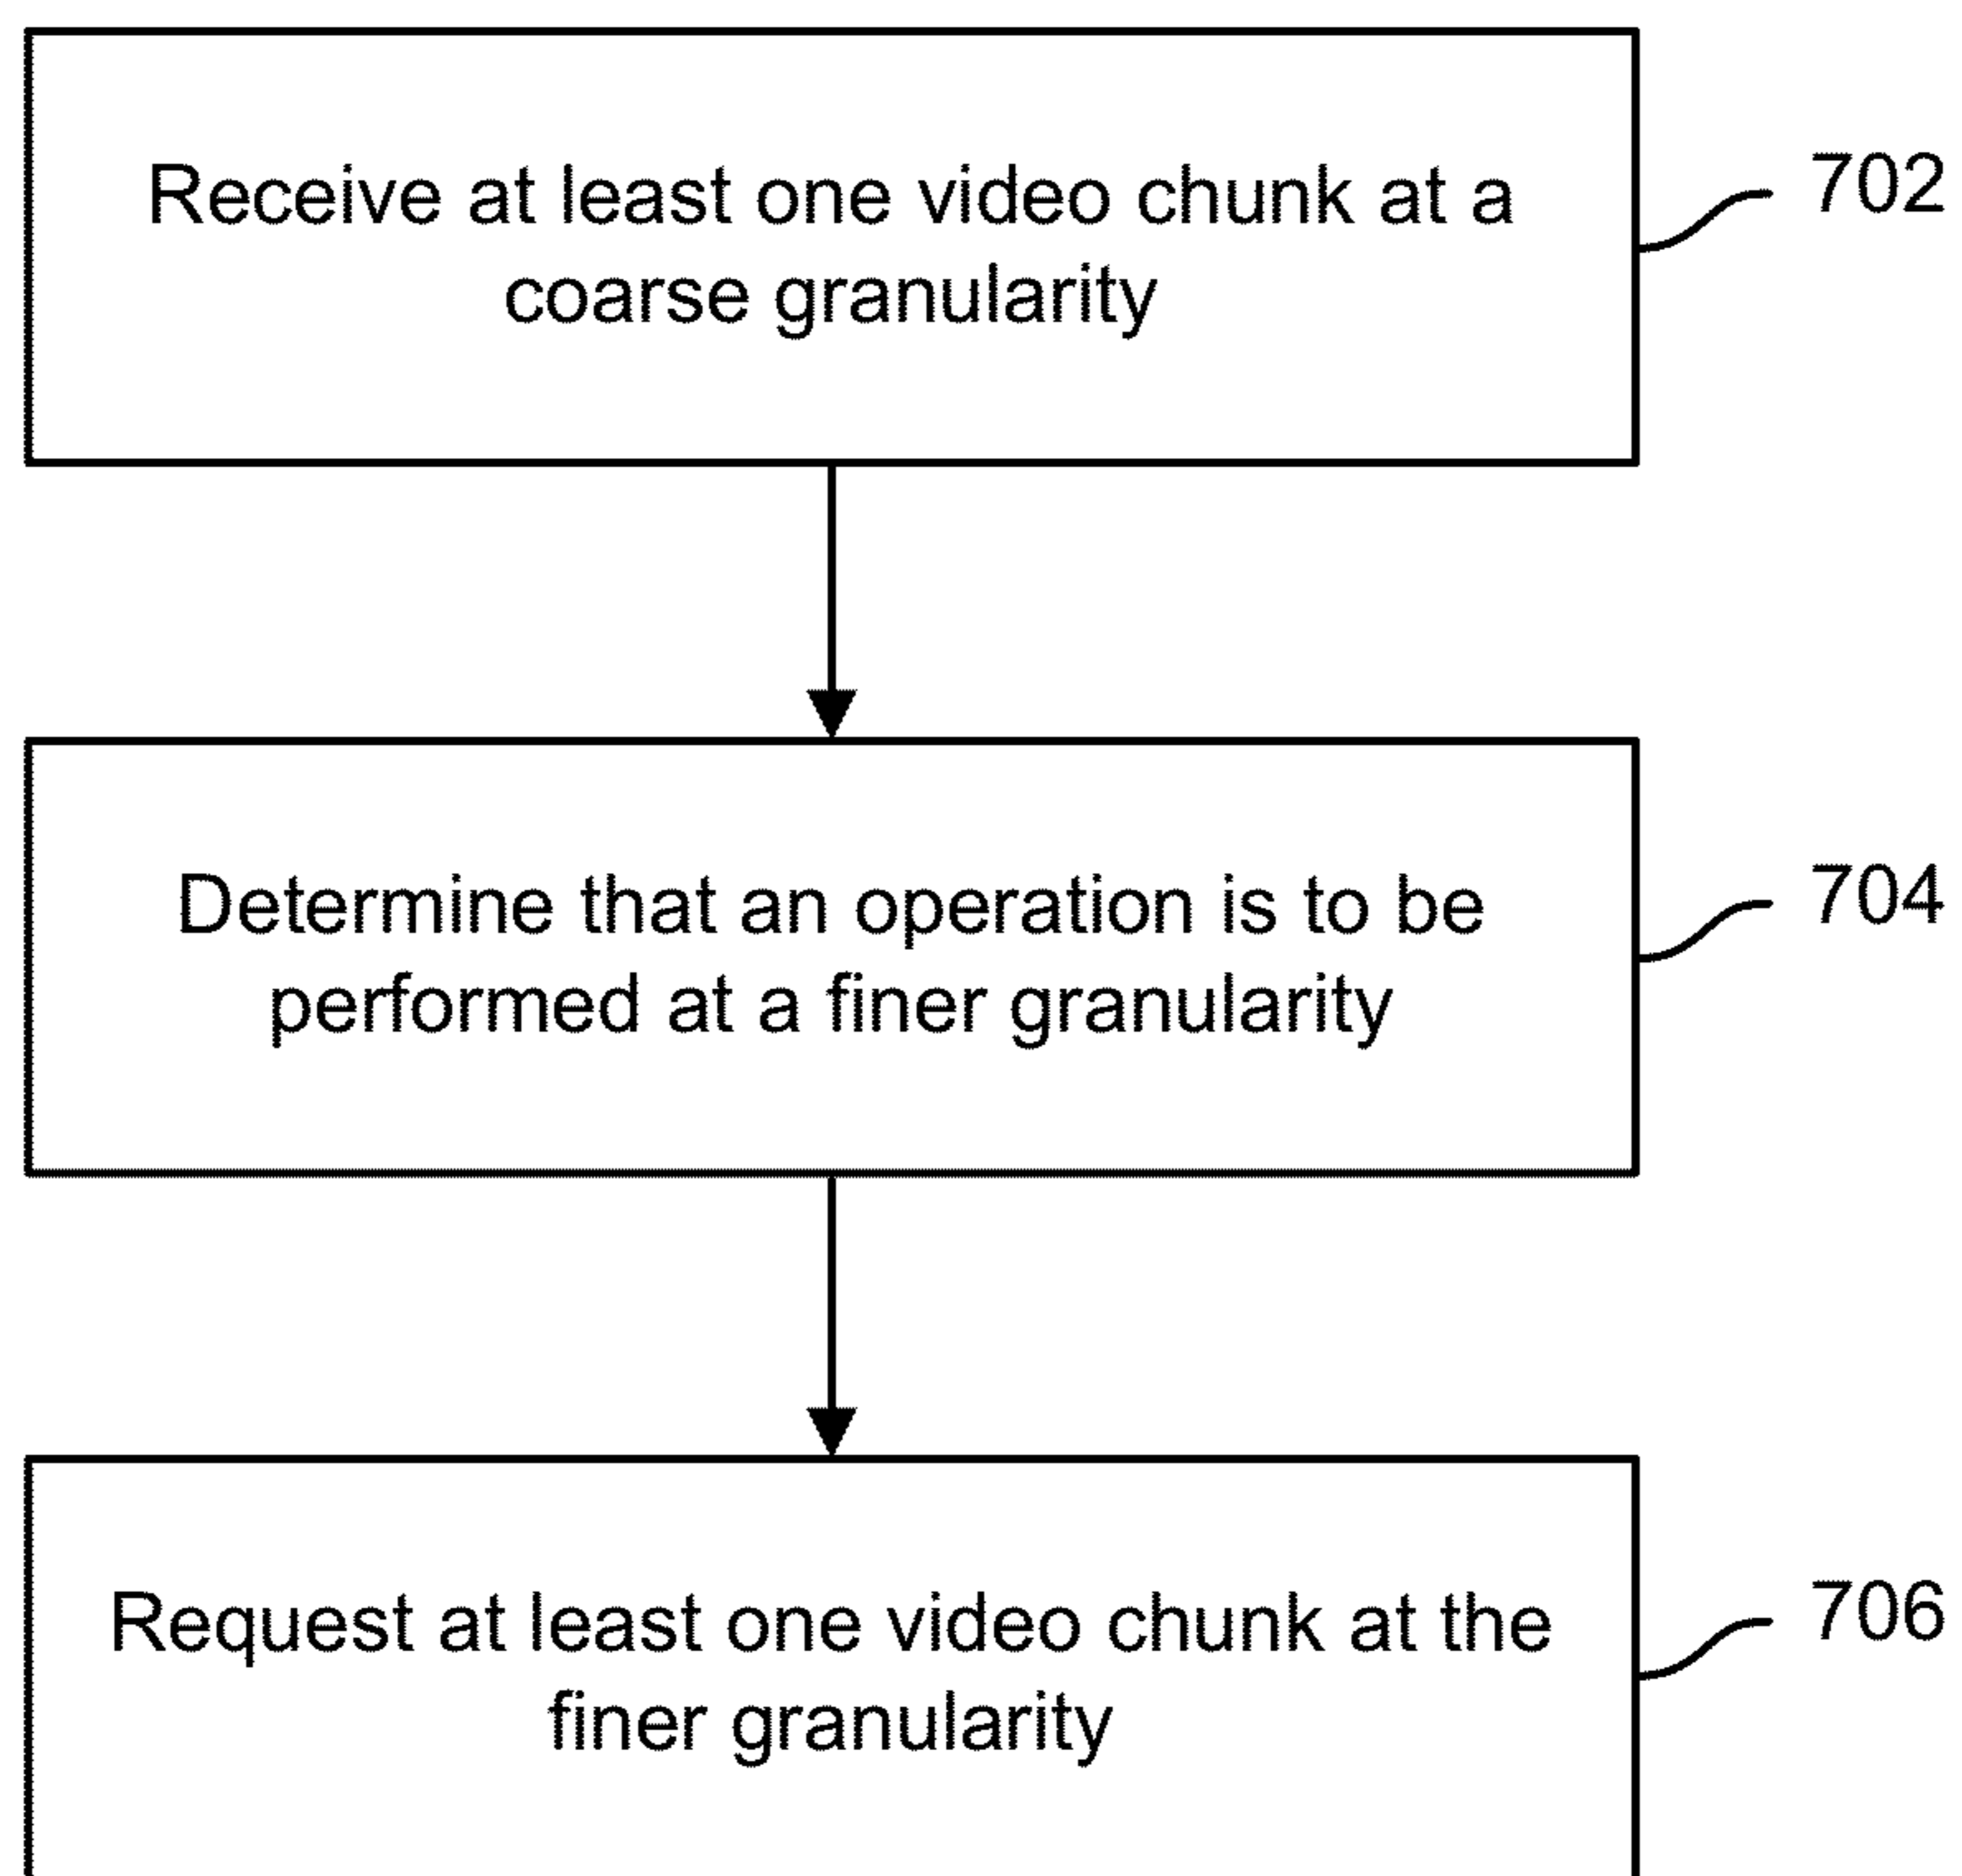 Receive at least one video chunk at a
coarse granularity
702
Determine that an operation is to be
performed at a finer granularity
704
Request at least one video chunk at the
finer granularity
706